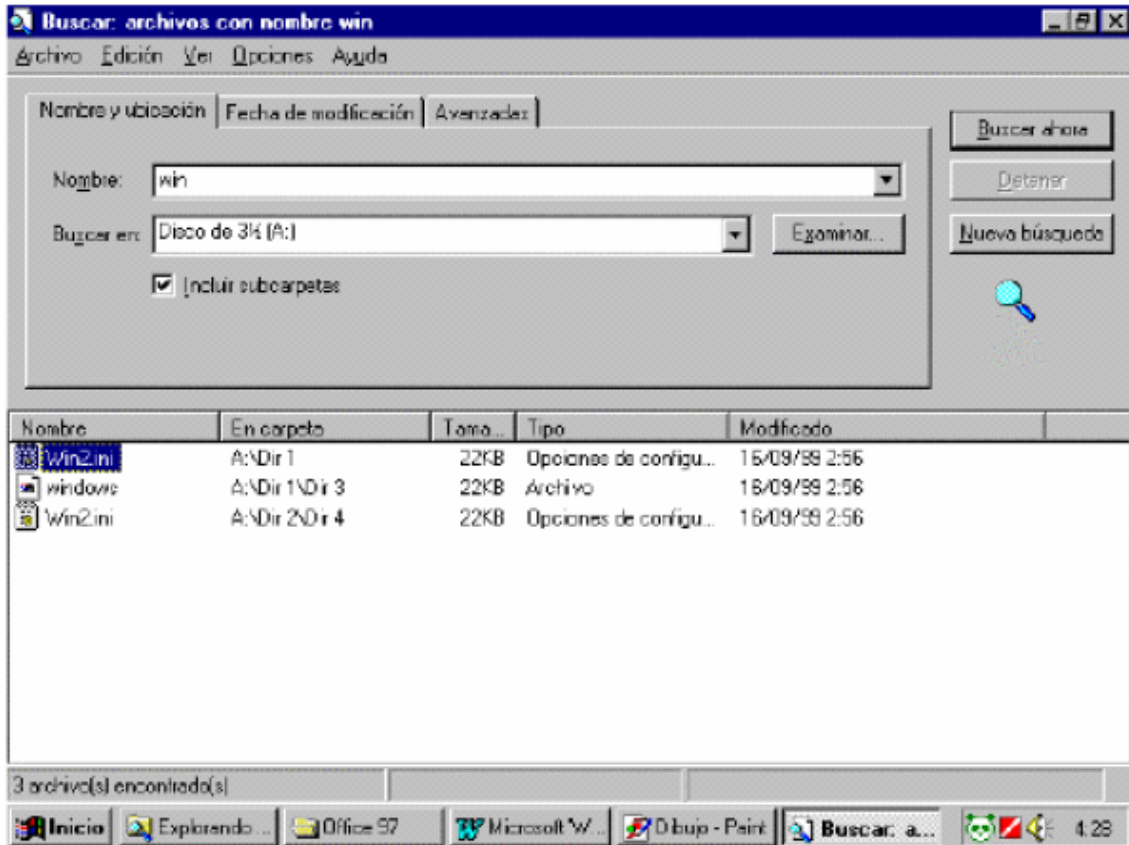 Buscar: archivos con nombre win
Archivo Edición Ver Opciones Ayuda
Nombre y ubicación Fecha de modificación Avanzadas
Buscar ahora
Nombre: win
Detener
Buscar en: Disco de 3½ (A:) Examinar... Nueva búsqueda
Incluir subcarpetas
Nombre En carpeta Tama... Tipo Modificado
Win2.ini A:\Dir 1 22KB Opciones de configu... 16/09/99 2:56
windows A:\Dir 1\Dir 3 22KB Archivo 16/09/99 2:56
Win2.ini A:\Dir 2\Dir 4 22KB Opciones de configu... 16/09/99 2:56
3 archivo(s) encontrado(s)
Inicio Explorando ... Office 97 Microsoft W... Dibujo - Paint Buscar: a... 4:28